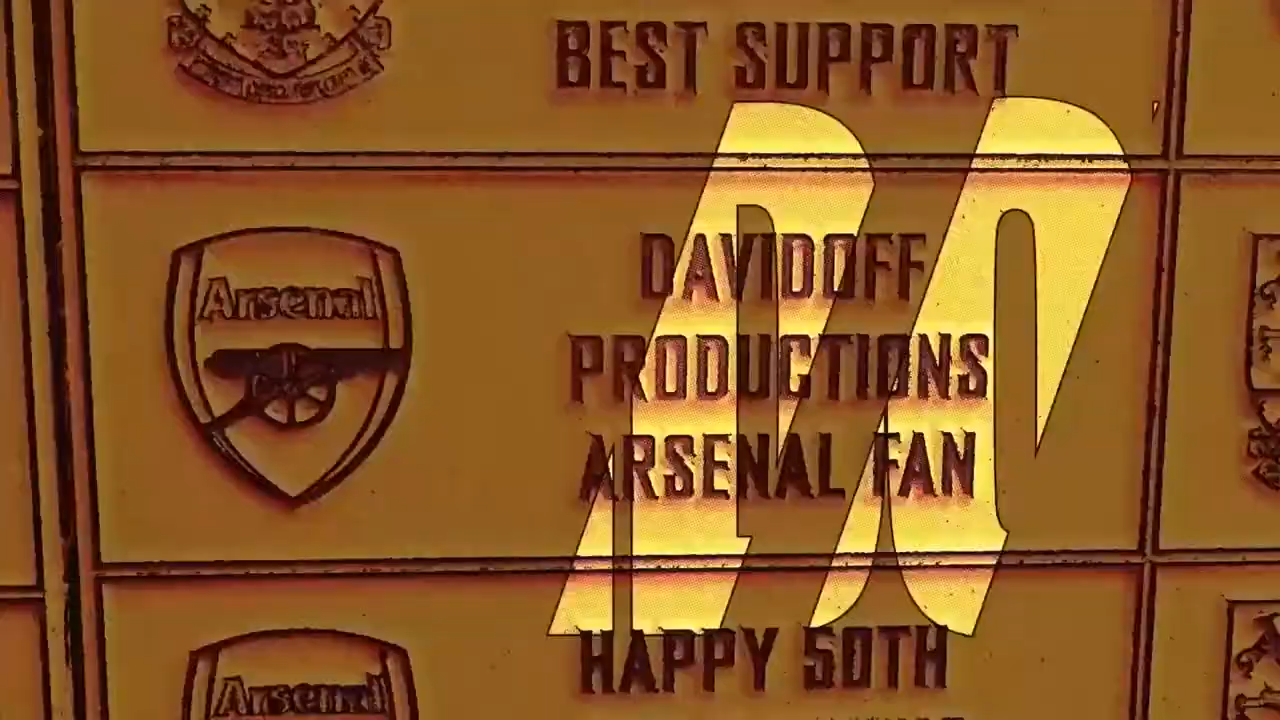 BEST SUPPORT
Arsenal
DAVIDOFF
PRODUCTIONS
ARSENAL FAN
Arsenal
HAPPY 50TH